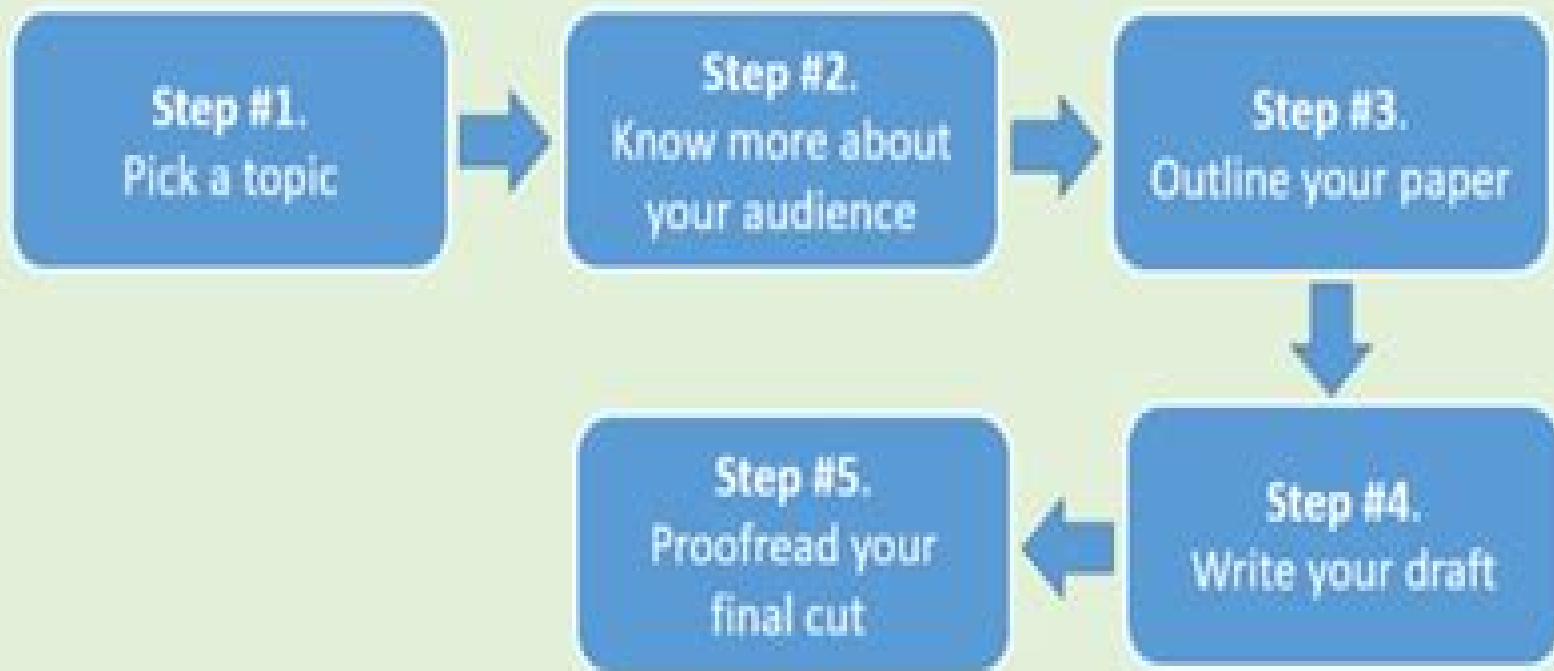 Step #1.
Pick a topic
Step #2.
Know more about
your audience
Step #3.
Outline your paper
Step #4.
Write your draft
Step #5.
Proofread your
final cut